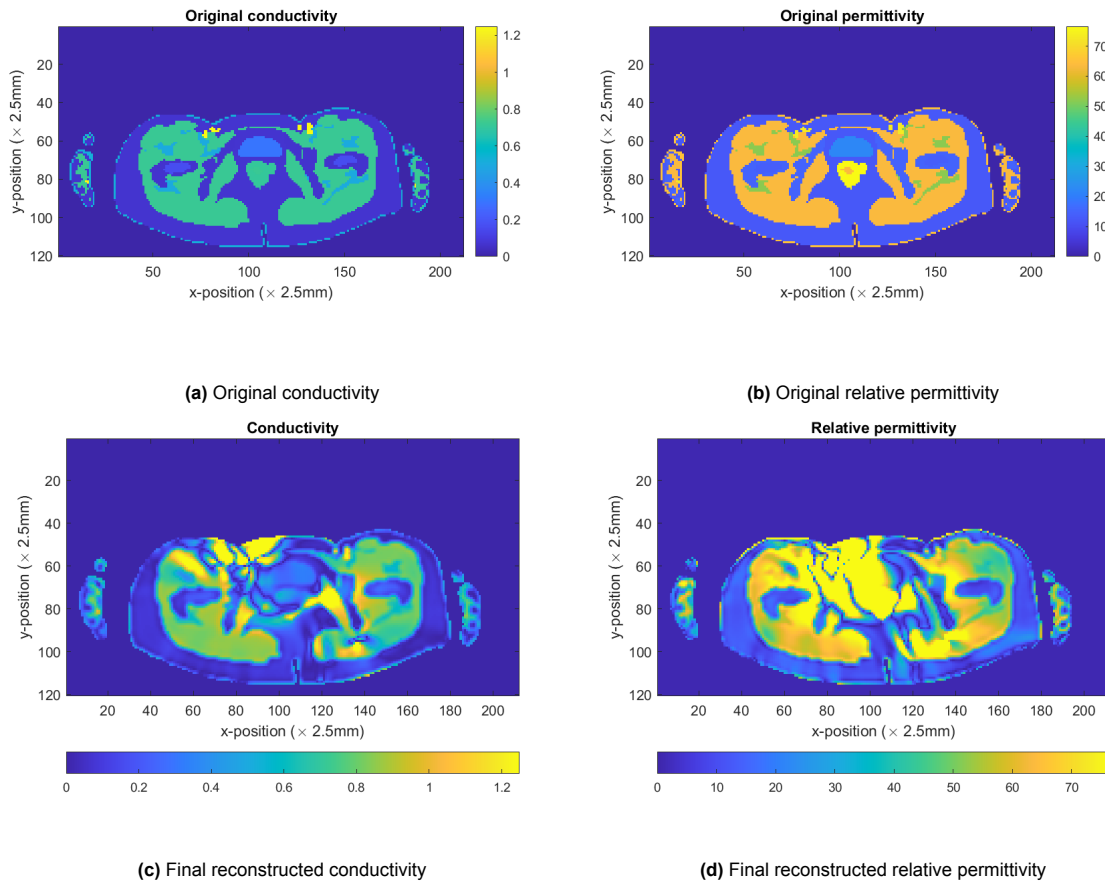 Original conductivity
20
40
60
80
100
120
y-position (× 2.5mm)
50
100
150
200
x-position (× 2.5mm)
1.2
1
0.8
0.6
0.4
0.2
0
Original permittivity
20
40
60
80
100
120
y-position (× 2.5mm)
50
100
150
200
x-position (× 2.5mm)
70
60
50
40
30
20
10
0
(a) Original conductivity
(b) Original relative permittivity
Conductivity
20
40
60
80
100
120
y-position (× 2.5mm)
20 40 60 80 100 120 140 160 180 200
x-position (× 2.5mm)
0 0.2 0.4 0.6 0.8 1 1.2
Relative permittivity
20
40
60
80
100
120
y-position (× 2.5mm)
20 40 60 80 100 120 140 160 180 200
x-position (× 2.5mm)
0 10 20 30 40 50 60 70
(c) Final reconstructed conductivity
(d) Final reconstructed relative permittivity